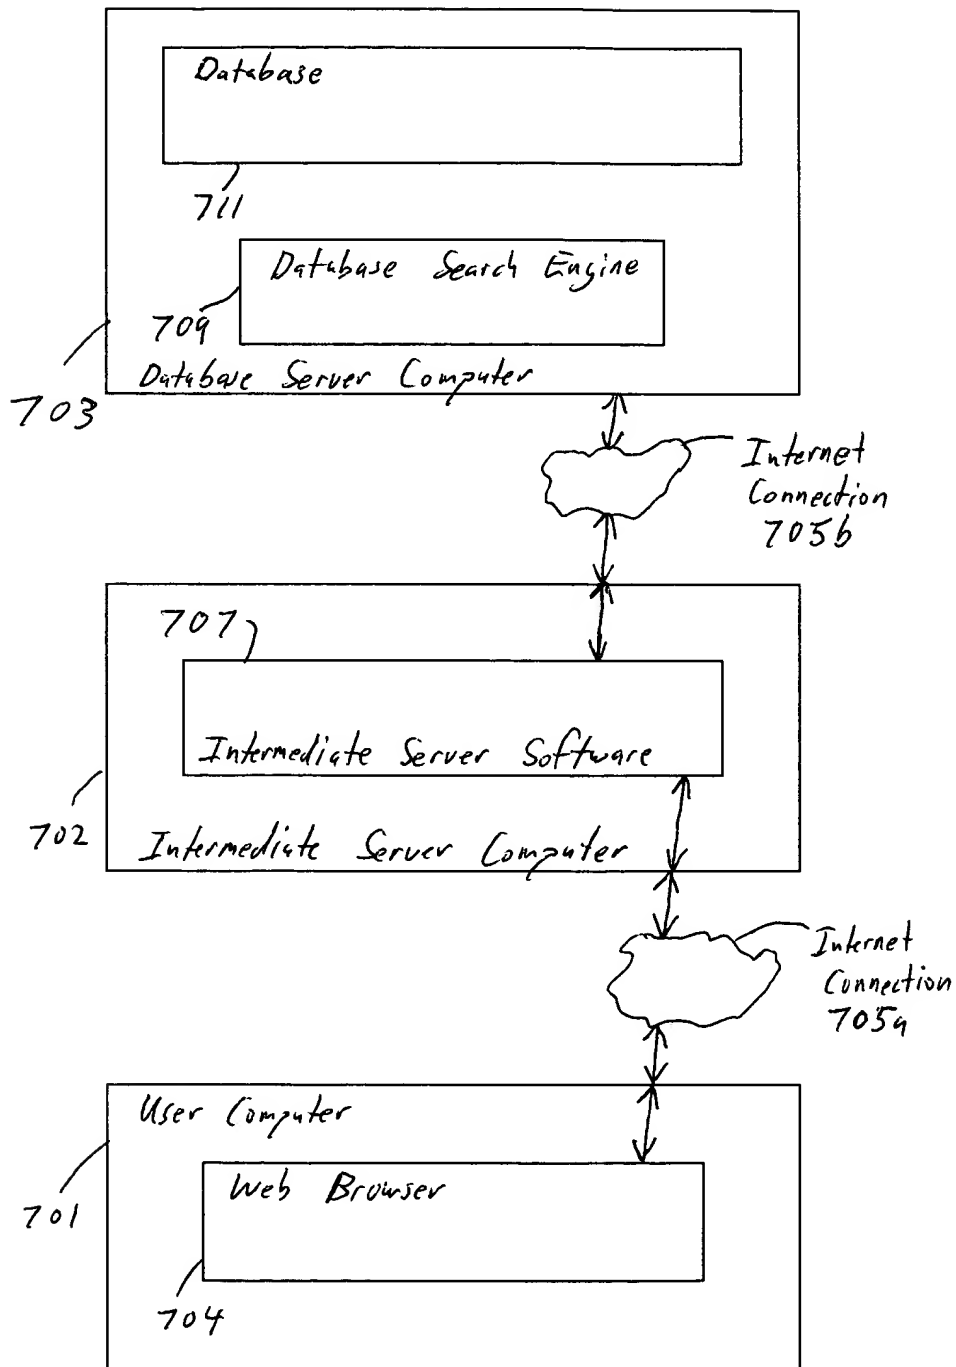 Database
711
Database Search Engine
709
Database Server Computer
703
Internet
Connection
705b
707
Intermediate Server Software
702
Intermediate Server Computer
Internet
Connection
705a
User Computer
Web Browser
701
704